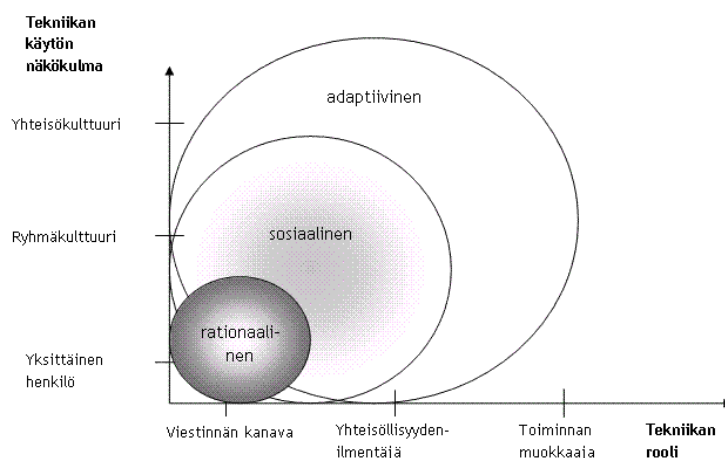 Tekniikan
käytön
näkökulma
adaptiivinen
Yhteisökulttuuri
Ryhmäkulttuuri
sosiaalinen
rationaali-
nen
Yksittäinen
henkilö
Viestinnän kanava
Yhteisöllisyyden-
ilmentäjä
Toiminnan
muokkaaja
Tekniikan
rooli